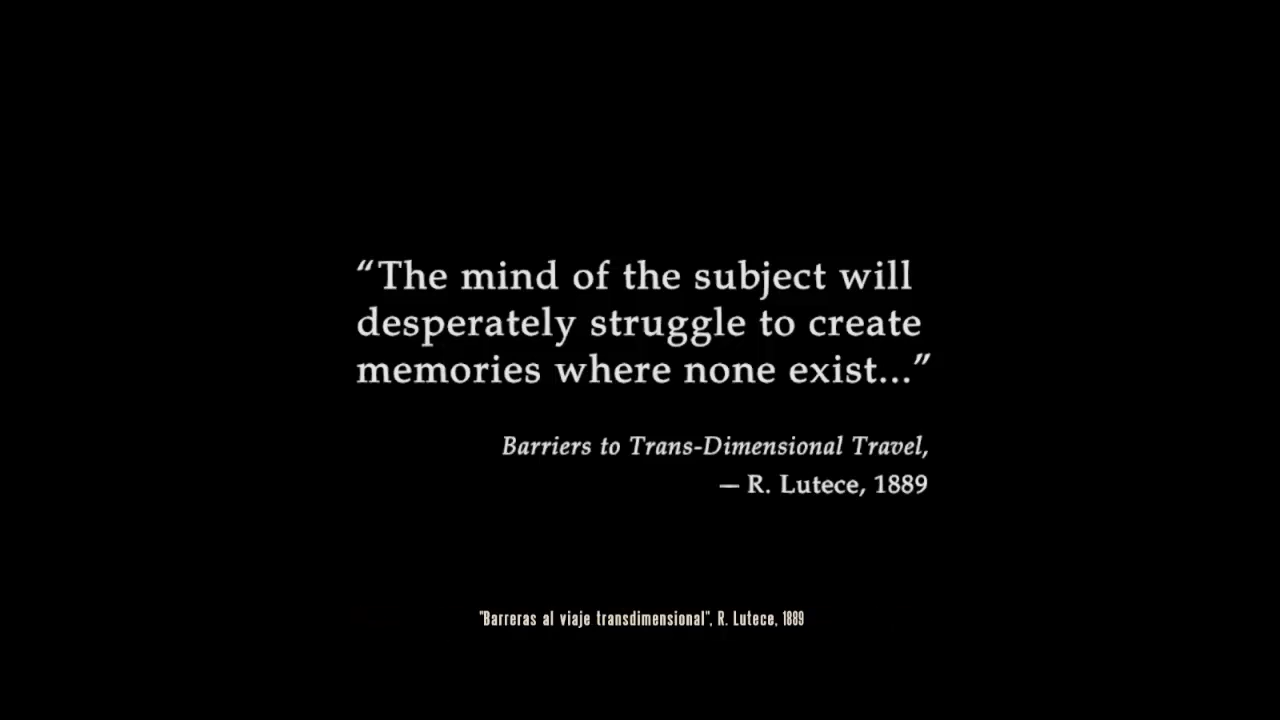 “The mind of the subject will
desperately struggle to create
memories where none exist...”
Barriers to Trans-Dimensional Travel,
— R. Lutece, 1889
"Barreras al viaje transdimensional", R. Lutece, 1889